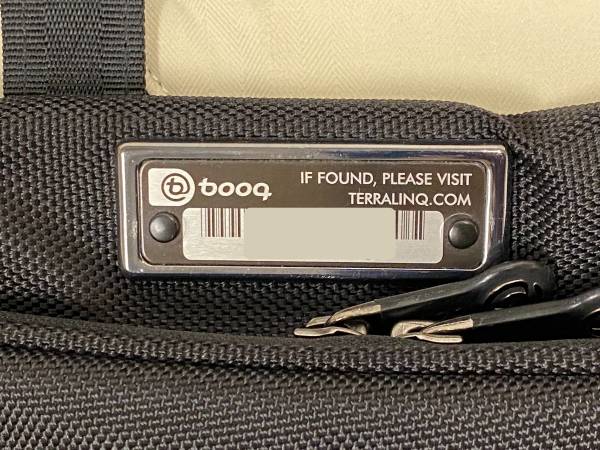 booq
IF FOUND, PLEASE VISIT
TERRALINQ.COM